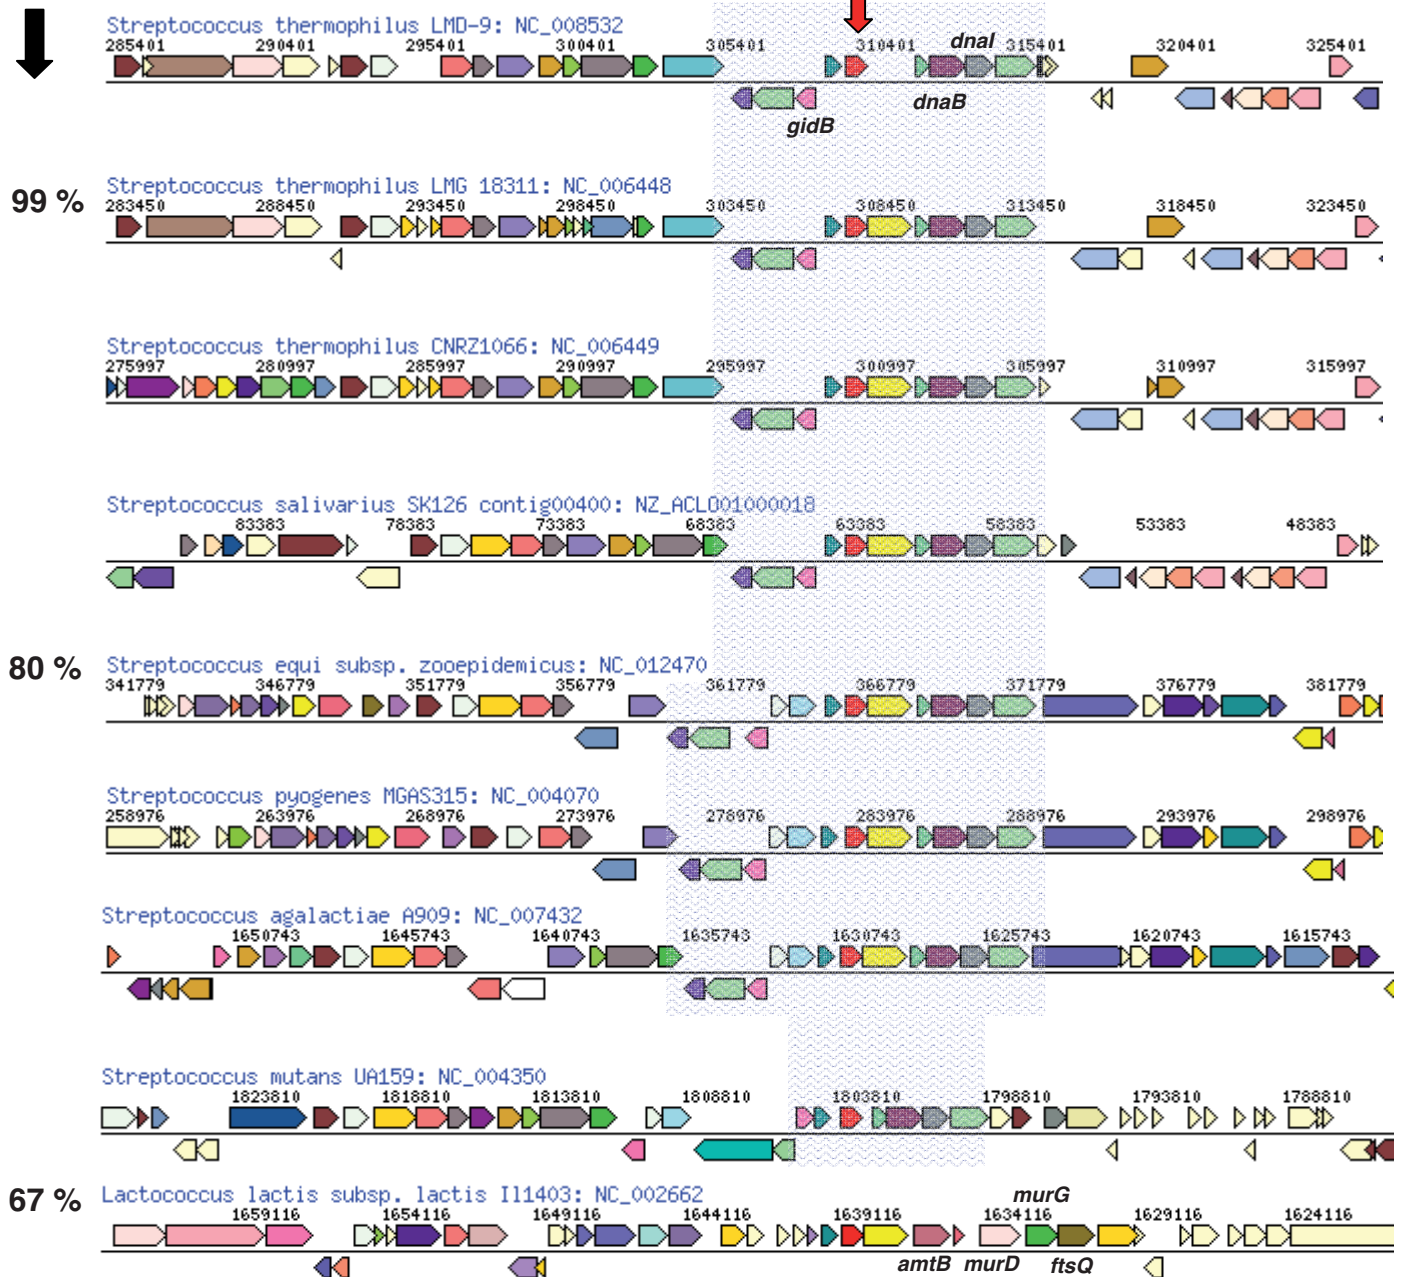 Streptococcus thermophilus LMD-9: NC_008532
285401 290401 295401 300401 305401 310401 315401 320401 325401
dnaI
dnaB
gidB
99 %
Streptococcus thermophilus LMG 18311: NC_006448
283450 288450 293450 298450 303450 308450 313450 318450 323450
Streptococcus thermophilus CNRZ1066: NC_006449
275997 280997 285997 290997 295997 300997 305997 310997 315997
Streptococcus salivarius SK126 contig00400: NZ_ACLO01000018
83383 78383 73383 68383 63383 58383 53383 48383
80 %
Streptococcus equi subsp. zooepidemicus: NC_012470
341779 346779 351779 356779 361779 366779 371779 376779 381779
Streptococcus pyogenes MGAS315: NC_004070
258976 263976 268976 273976 278976 283976 288976 293976 298976
Streptococcus agalactiae A909: NC_007432
1650743 1645743 1640743 1635743 1630743 1625743 1620743 1615743
Streptococcus mutans UA159: NC_004350
1823810 1818810 1813810 1808810 1803810 1798810 1793810 1788810
67 %
Lactococcus lactis subsp. lactis Il1403: NC_002662
murG
1659116 1654116 1649116 1644116 1639116 1634116 1629116 1624116
amtB murD ftsQ